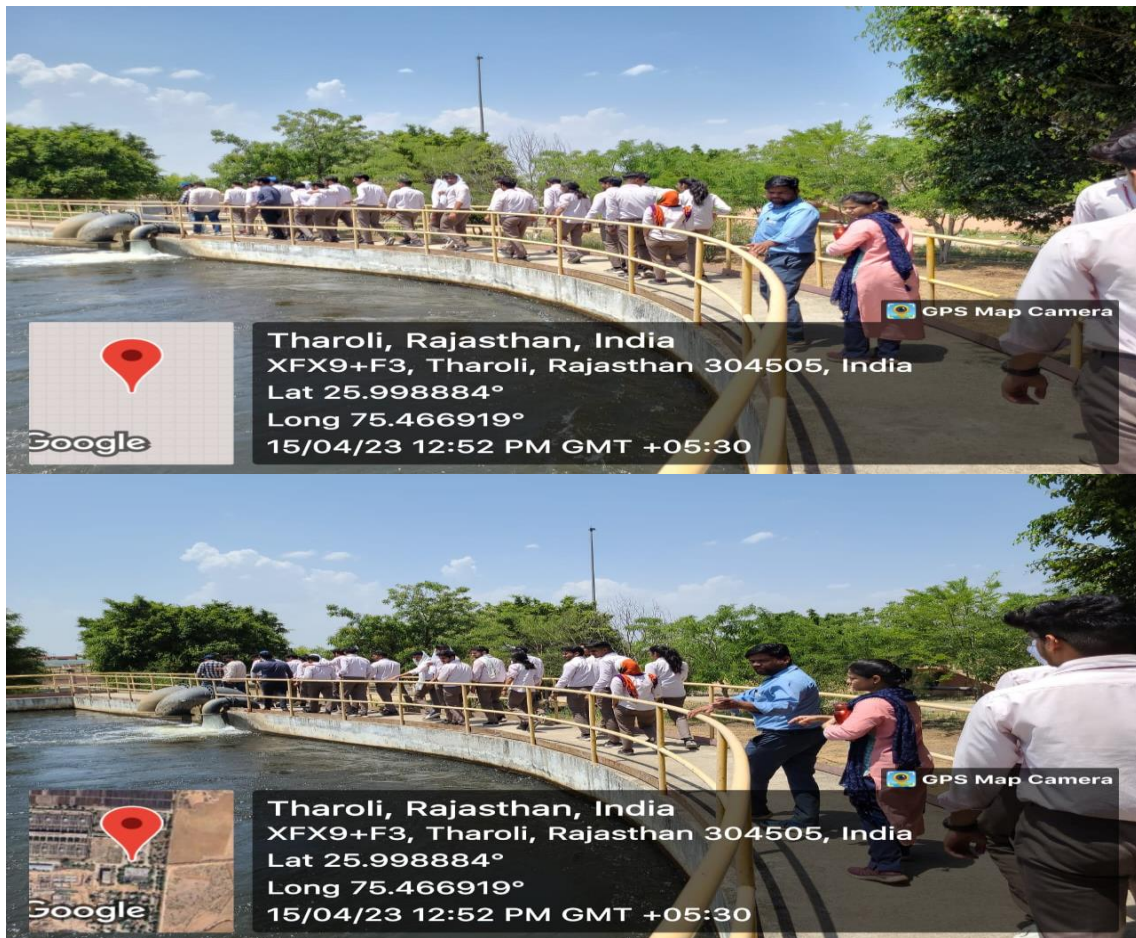 GPS Map Camera
Tharoli, Rajasthan, India
XFX9+F3, Tharoli, Rajasthan 304505, India
Lat 25.998884°
Long 75.466919°
15/04/23 12:52 PM GMT +05:30
Google
GPS Map Camera
Tharoli, Rajasthan, India
XFX9+F3, Tharoli, Rajasthan 304505, India
Lat 25.998884°
Long 75.466919°
15/04/23 12:52 PM GMT +05:30
Google